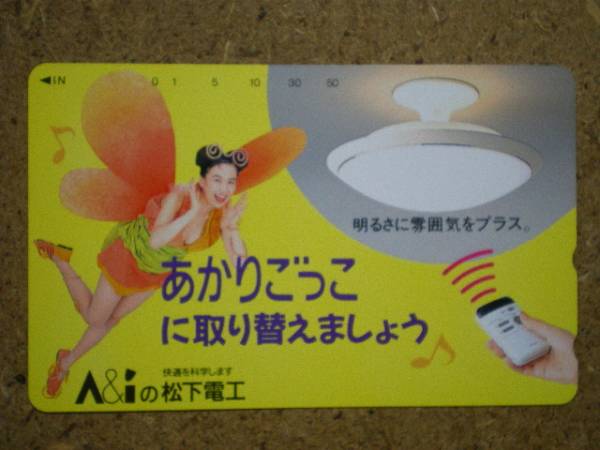 ◀IN 0 1 5 10 30 50
明るさに雰囲気をプラス。
あかりごっこ
に取り替えましょう
快適を科学します
A&iの松下電工